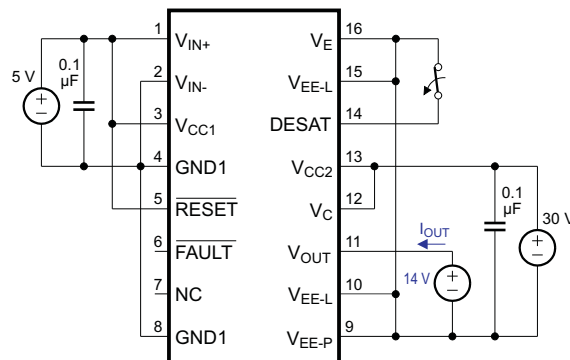 1 V_IN+ V_E 16
2 V_IN- V_EE-L 15
3 V_CC1 DESAT 14
4 GND1 V_CC2 13
5 RESET V_C 12
6 FAULT V_OUT 11
7 NC V_EE-L 10
8 GND1 V_EE-P 9
5 V
+
−
0.1
µF
I_OUT
14 V
+
−
0.1
µF
30 V
+
−